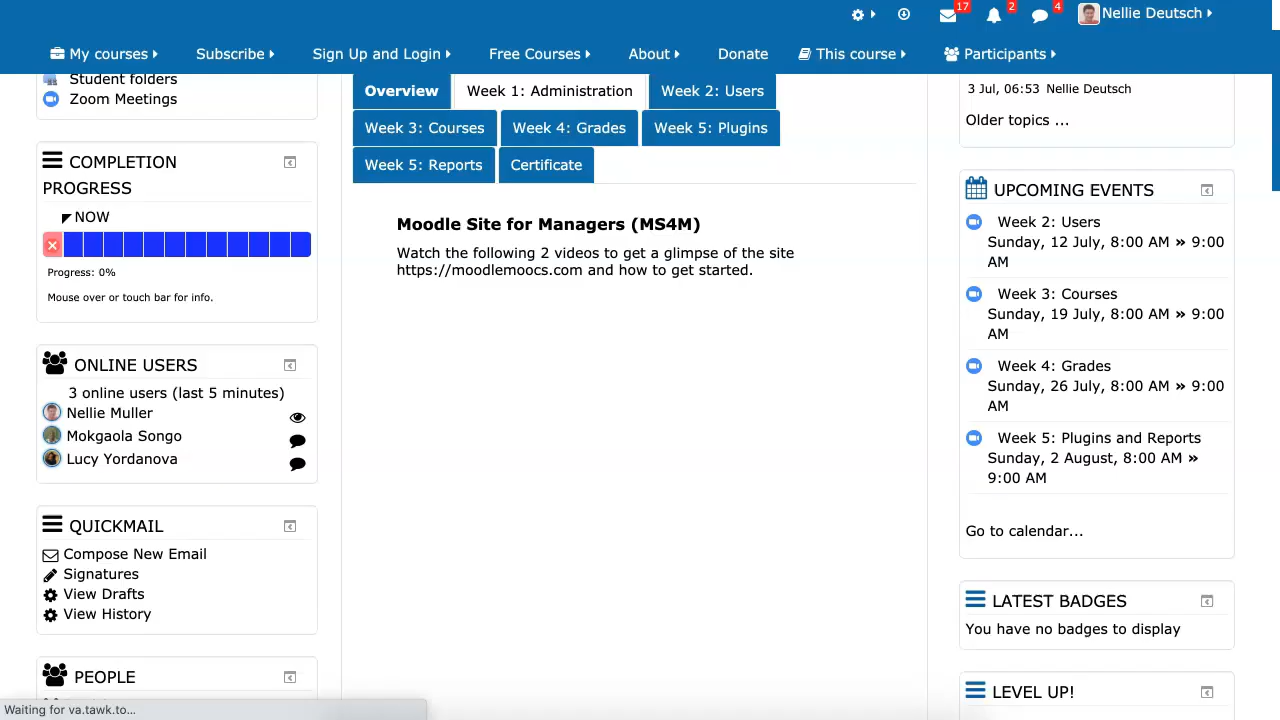 17
2
4
Nellie Deutsch
My courses
Subscribe
Sign Up and Login
Free Courses
About
Donate
This course
Participants
Student folders
Zoom Meetings
COMPLETION
PROGRESS
NOW
Progress: 0%
Mouse over or touch bar for info.
ONLINE USERS
3 online users (last 5 minutes)
Nellie Muller
Mokgaola Songo
Lucy Yordanova
QUICKMAIL
Compose New Email
Signatures
View Drafts
View History
PEOPLE
Waiting for va.tawk.to...
Overview
Week 1: Administration
Week 2: Users
Week 3: Courses
Week 4: Grades
Week 5: Plugins
Week 5: Reports
Certificate
Moodle Site for Managers (MS4M)
Watch the following 2 videos to get a glimpse of the site
https://moodlemoocs.com and how to get started.
3 Jul, 06:53 Nellie Deutsch
Older topics ...
UPCOMING EVENTS
Week 2: Users
Sunday, 12 July, 8:00 AM » 9:00
AM
Week 3: Courses
Sunday, 19 July, 8:00 AM » 9:00
AM
Week 4: Grades
Sunday, 26 July, 8:00 AM » 9:00
AM
Week 5: Plugins and Reports
Sunday, 2 August, 8:00 AM »
9:00 AM
Go to calendar...
LATEST BADGES
You have no badges to display
LEVEL UP!